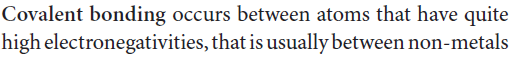 Covalent bonding occurs between atoms that have quite
high electronegativities, that is usually between non-metals